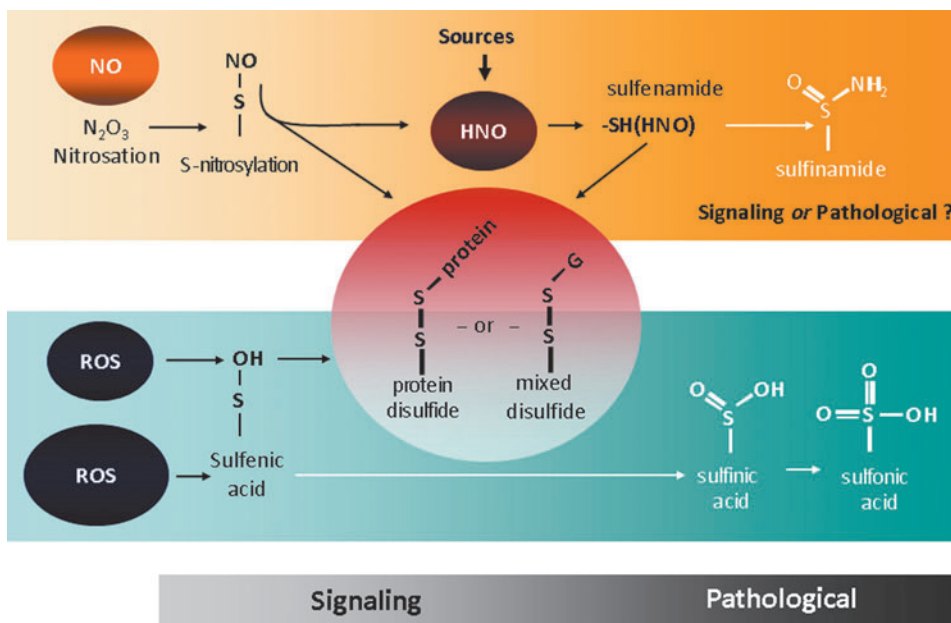 NO
N₂O₃
Nitrosation
NO
S
S-nitrosylation
Sources
HNO
sulfenamide
-SH(HNO)
O
S
NH₂
sulfinamide
Signaling or Pathological ?
protein
S
S
protein
disulfide
– or –
G
S
S
mixed
disulfide
ROS
OH
S
ROS
Sulfenic
acid
O
OH
S
sulfinic
acid
O
O
S
OH
sulfonic
acid
Signaling
Pathological